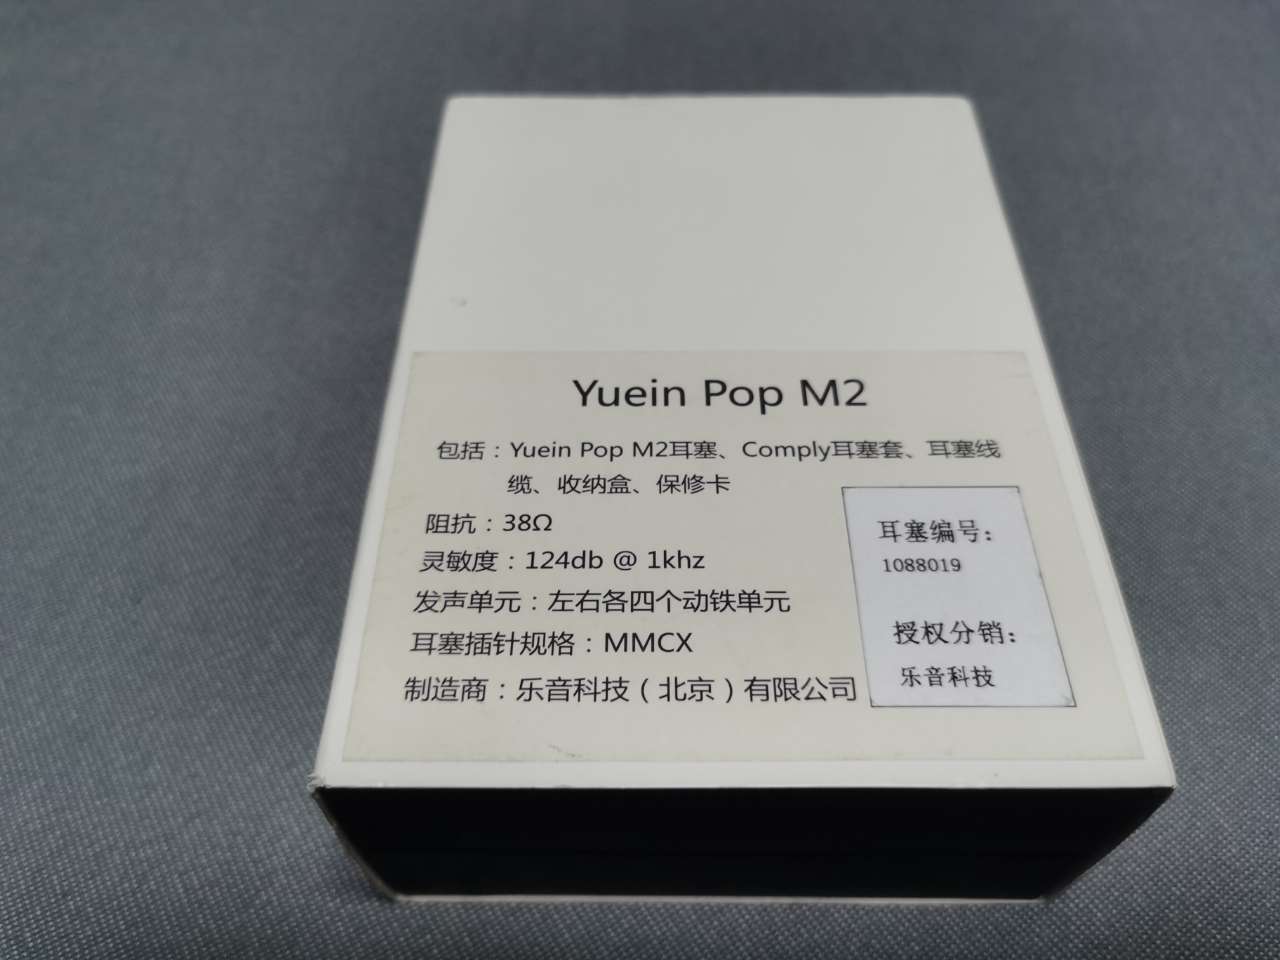 Yuein Pop M2
包括：Yuein Pop M2耳塞、Comply耳塞套、耳塞线
缆、收纳盒、保修卡
阻抗：38Ω
灵敏度：124db @ 1khz
发声单元：左右各四个动铁单元
耳塞插针规格：MMCX
制造商：乐音科技（北京）有限公司
耳塞编号：
1088019
授权分销：
乐音科技